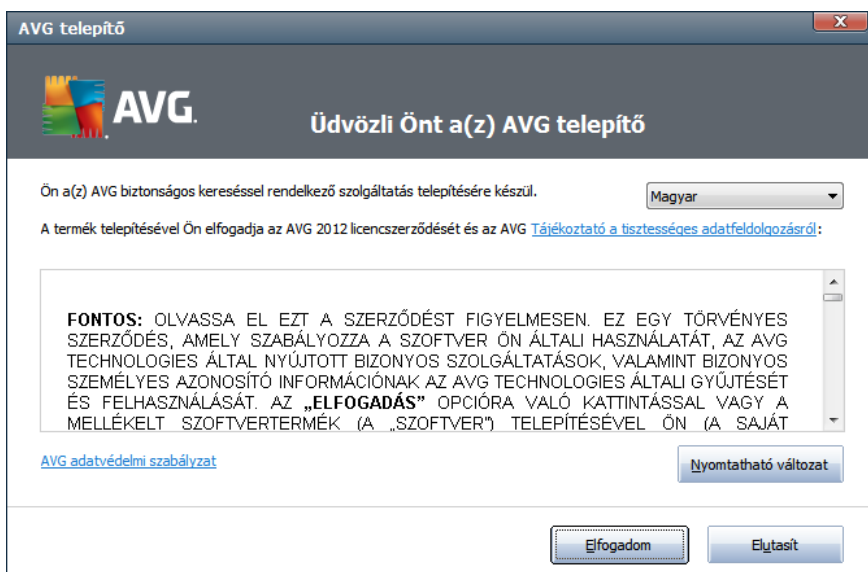 AVG telepítő
AVG.
Üdvözli Önt a(z) AVG telepítő
Ön a(z) AVG biztonságos kereséssel rendelkező szolgáltatás telepítésére készül.
Magyar
A termék telepítésével Ön elfogadja az AVG 2012 licencszerződését és az AVG Tájékoztató a tisztességes adatfeldolgozásról:
FONTOS: OLVASSA EL EZT A SZERZŐDÉST FIGYELMESEN. EZ EGY TÖRVÉNYES
SZERZŐDÉS, AMELY SZABÁLYOZZA A SZOFTVER ÖN ÁLTALI HASZNÁLATÁT, AZ AVG
TECHNOLOGIES ÁLTAL NYÚJTOTT BIZONYOS SZOLGÁLTATÁSOK, VALAMINT BIZONYOS
SZEMÉLYES AZONOSÍTÓ INFORMÁCIÓNAK AZ AVG TECHNOLOGIES ÁLTALI GYŰJTÉSÉT
ÉS FELHASZNÁLÁSÁT. AZ „ELFOGADÁS” OPCIÓRA VALÓ KATTINTÁSSAL VAGY A
MELLÉKELT SZOFTVERTERMÉK (A „SZOFTVER”) TELEPÍTÉSÉVEL ÖN (A SAJÁT
AVG adatvédelmi szabályzat
Nyomtatható változat
Elfogadom
Elutasít